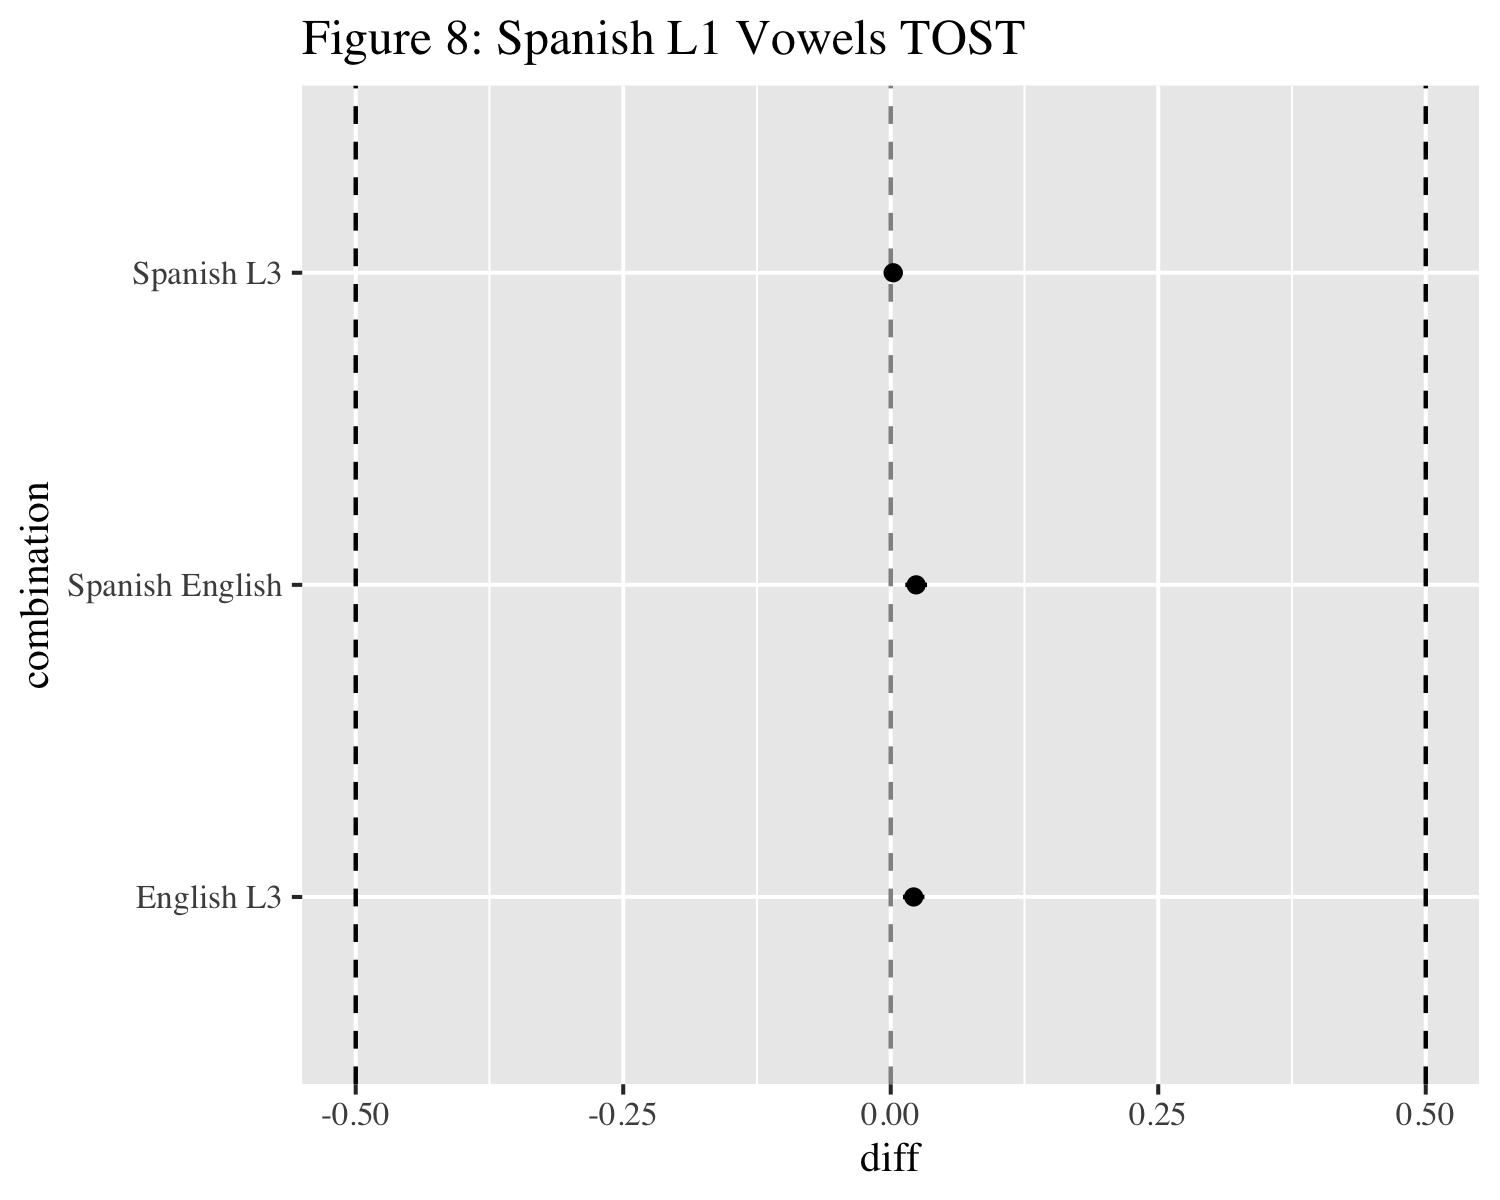 Figure 8: Spanish L1 Vowels TOST
combination
Spanish L3
Spanish English
English L3
-0.50 -0.25 0.00 0.25 0.50
diff